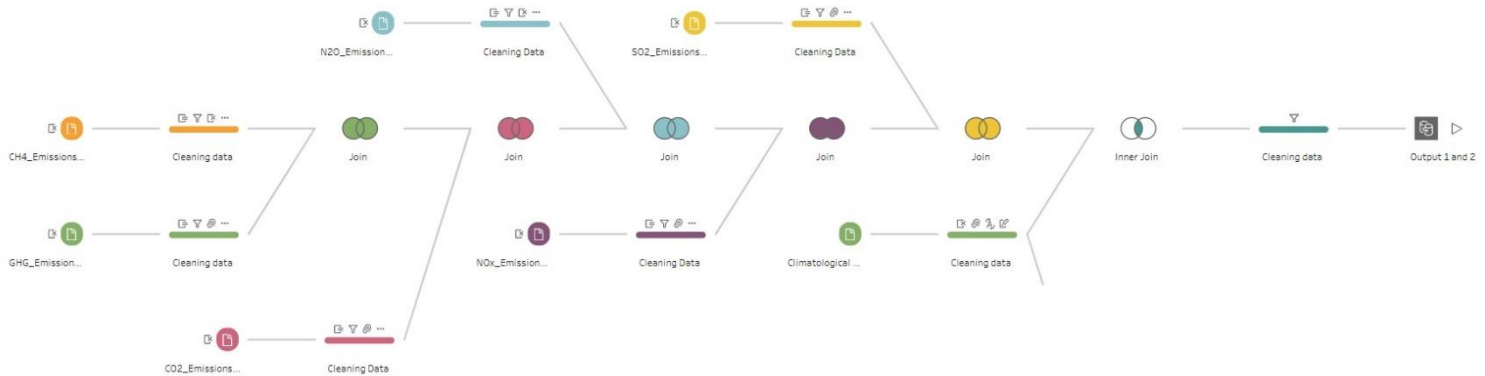 N2O_Emission...
Cleaning Data
SO2_Emissions...
Cleaning Data
CH4_Emissions...
Cleaning data
Join
Join
Join
Join
Join
Inner Join
Cleaning data
Output 1 and 2
GHG_Emission...
Cleaning data
NOx_Emission...
Cleaning Data
Climatological ...
Cleaning data
CO2_Emissions...
Cleaning Data